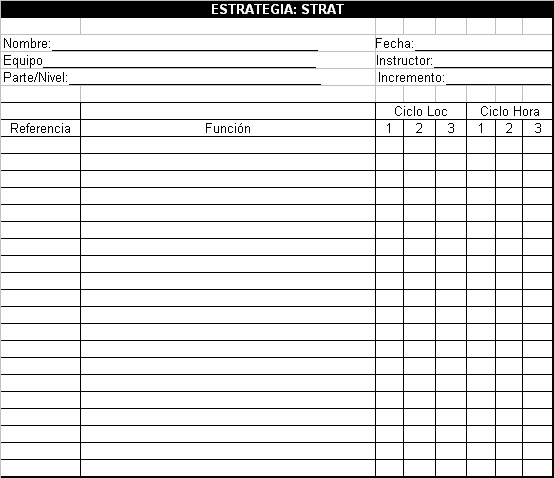 ESTRATEGIA: STRAT
Nombre: Fecha:
Equipo Instructor:
Parte/Nivel: Incremento:
Ciclo Loc Ciclo Hora
Referencia Función 1 2 3 1 2 3